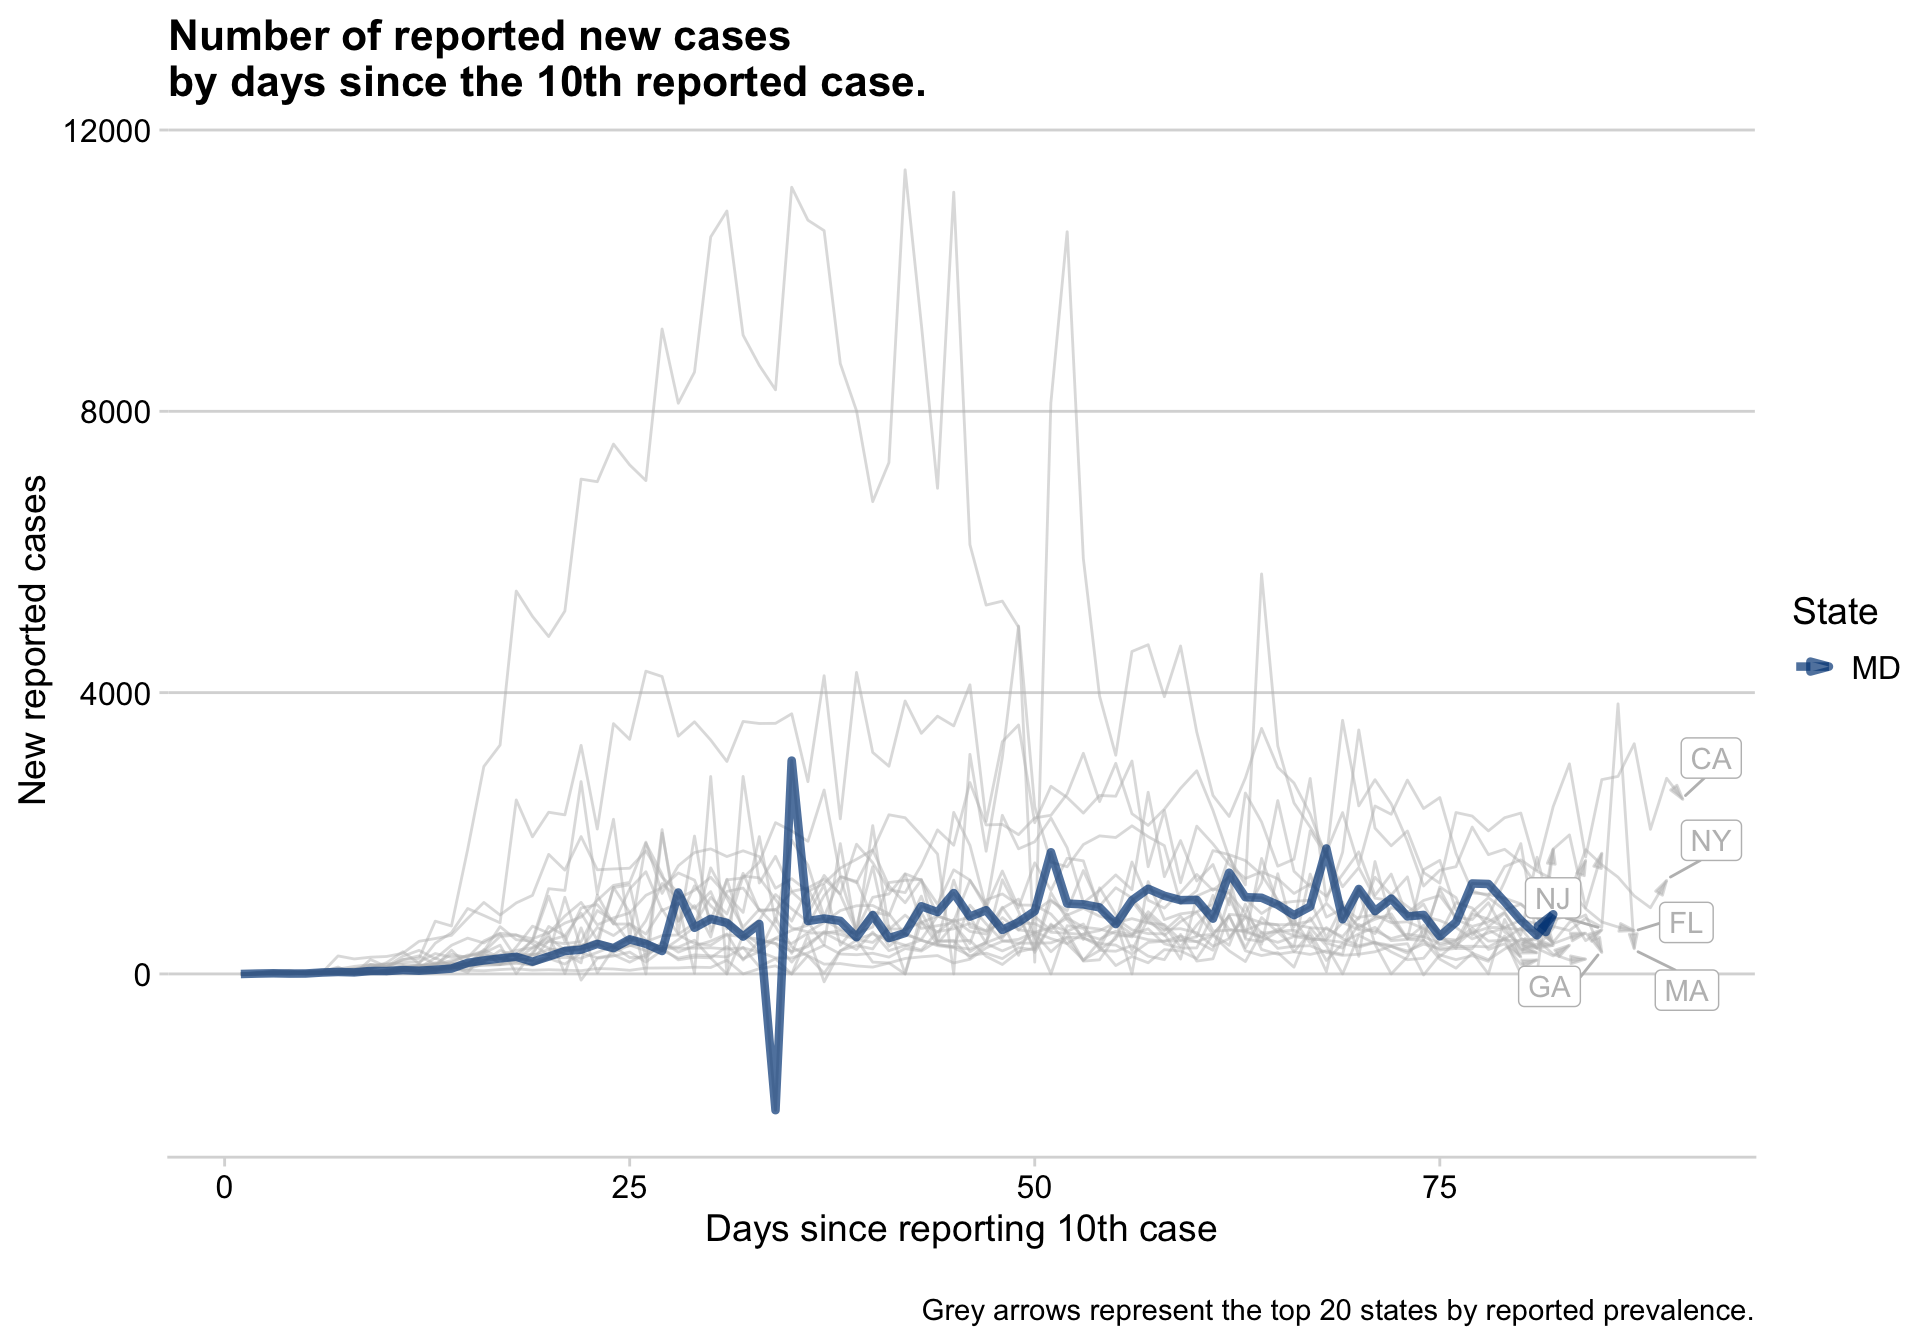 Number of reported new cases
by days since the 10th reported case.
12000
8000
4000
0
New reported cases
CA
NY
NJ
FL
GA
MA
State
MD
0
25
50
75
Days since reporting 10th case
Grey arrows represent the top 20 states by reported prevalence.